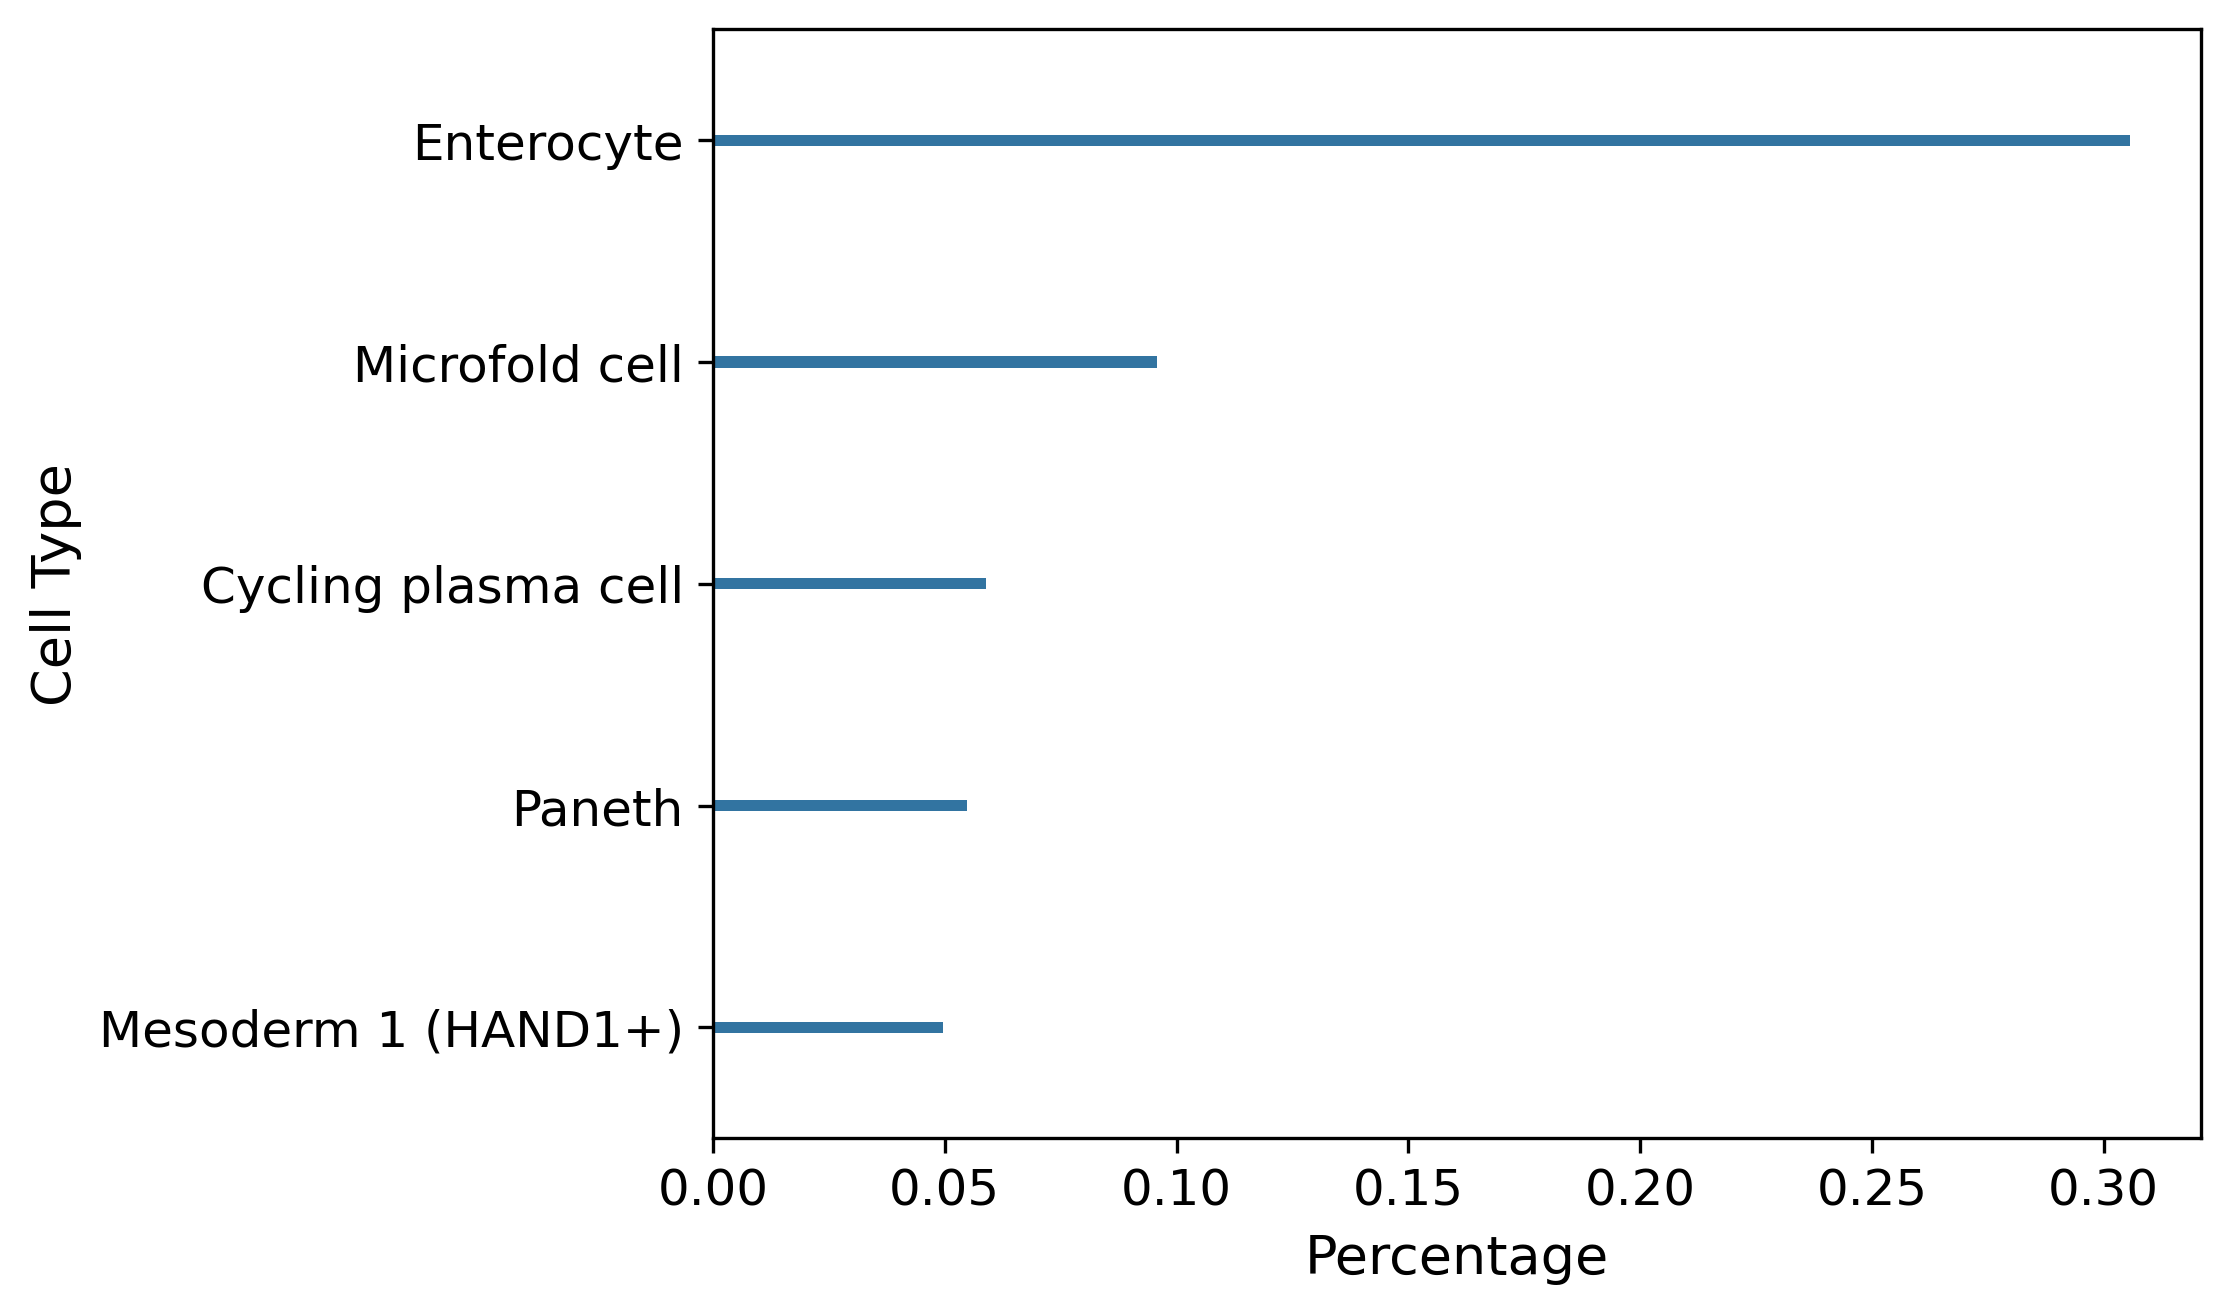 Enterocyte
Microfold cell
Cycling plasma cell
Paneth
Mesoderm 1 (HAND1+)
Cell Type
0.00 0.05 0.10 0.15 0.20 0.25 0.30
Percentage